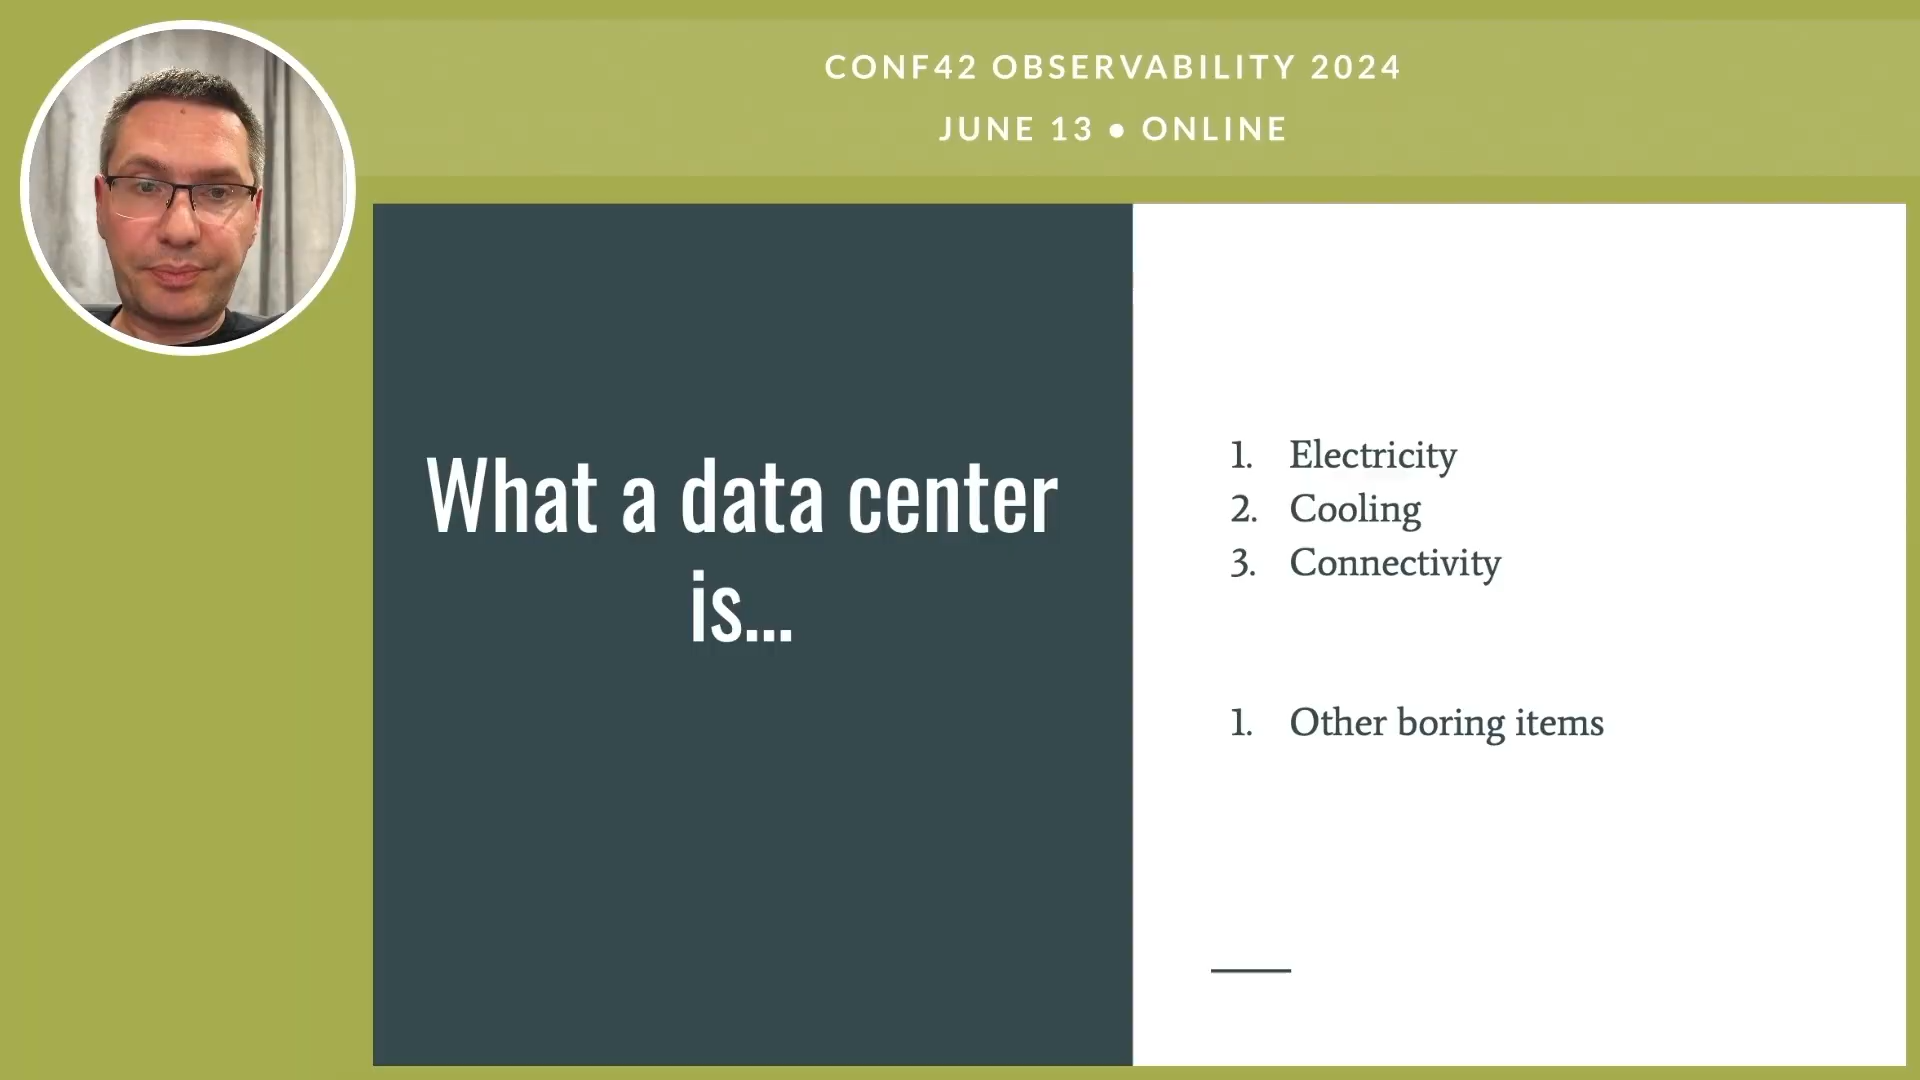 CONF42 OBSERVABILITY 2024
JUNE 13 • ONLINE
What a data center
is...
1. Electricity
2. Cooling
3. Connectivity
1. Other boring items